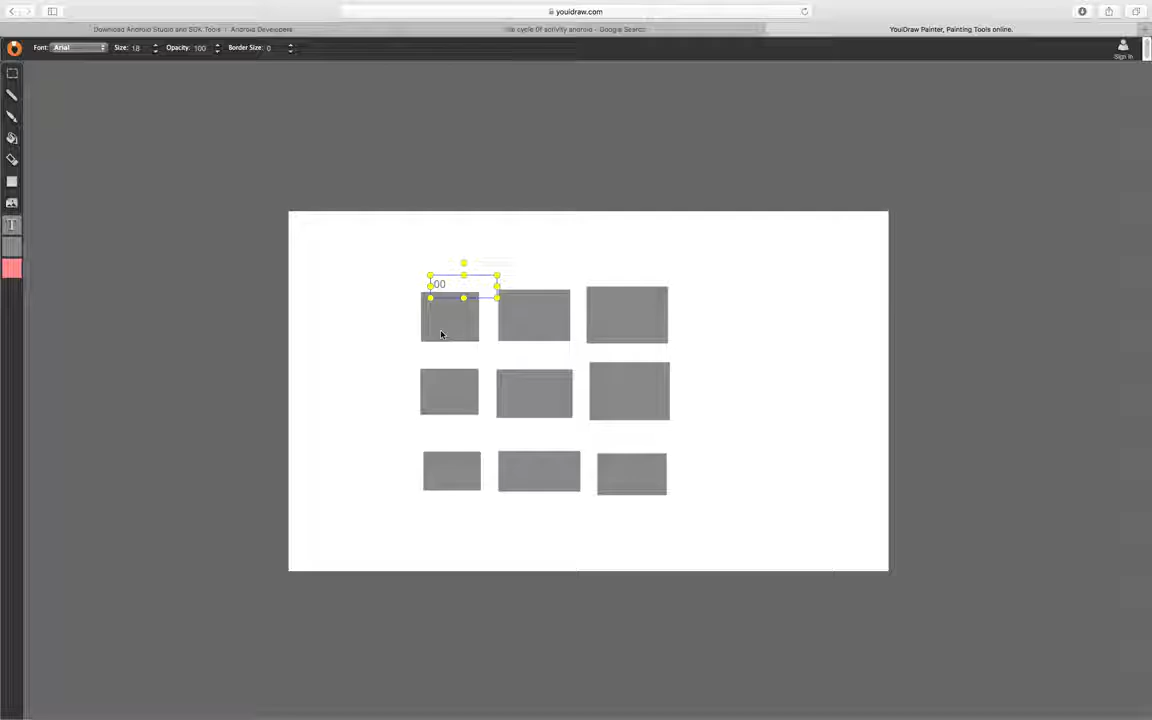 youidraw.com
Download Android Studio and SDK Tools | Android Developers
life cycle 0f activity android - Google Search
YouiDraw Painter, Painting Tools online.
Font: Arial Size: 18 Opacity: 100 Border Size: 0
Sign In
T
00